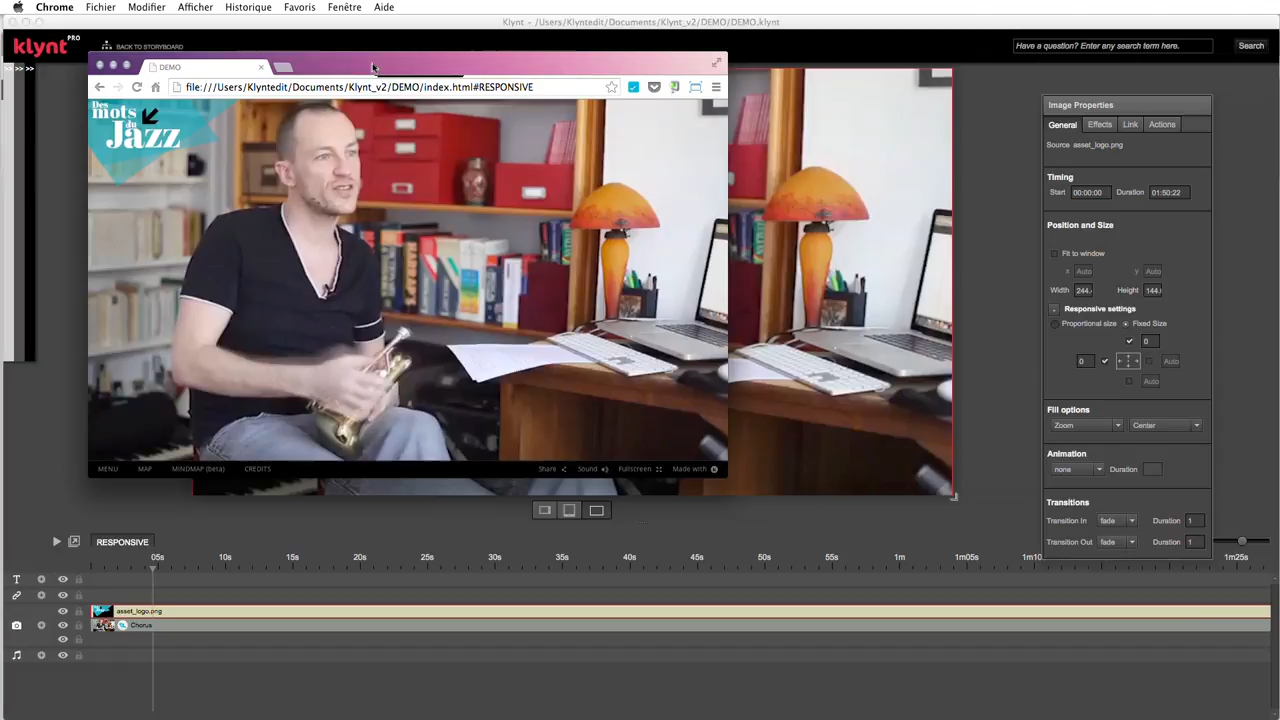 Chrome Fichier Modifier Afficher Historique Favoris Fenêtre Aide
Klynt - /Users/Klyntedit/Documents/Klynt_v2/DEMO/DEMO.klynt
klynt PRO
BACK TO STORYBOARD
Have a question? Enter any search term here.
Search
>> >> >>
DEMO
file:///Users/Klyntedit/Documents/Klynt_v2/DEMO/index.html#RESPONSIVE
Des
mots
du
Jazz
MENU MAP MINDMAP (beta) CREDITS Share Sound Fullscreen Made with
Image Properties
General Effects Link Actions
Source asset_logo.png
Timing
Start 00:00:00 Duration 01:50:22
Position and Size
Fit to window
x Auto y Auto
Width 244. Height 144.
Responsive settings
Proportional size Fixed Size
0
0 Auto
Auto
Fill options
Zoom Center
Animation
none Duration
Transitions
Transition In fade Duration 1
Transition Out fade Duration 1
RESPONSIVE
05s 10s 15s 20s 25s 30s 35s 40s 45s 50s 55s 1m 1m05s 1m10s 1m25s
T
asset_logo.png
Chorus